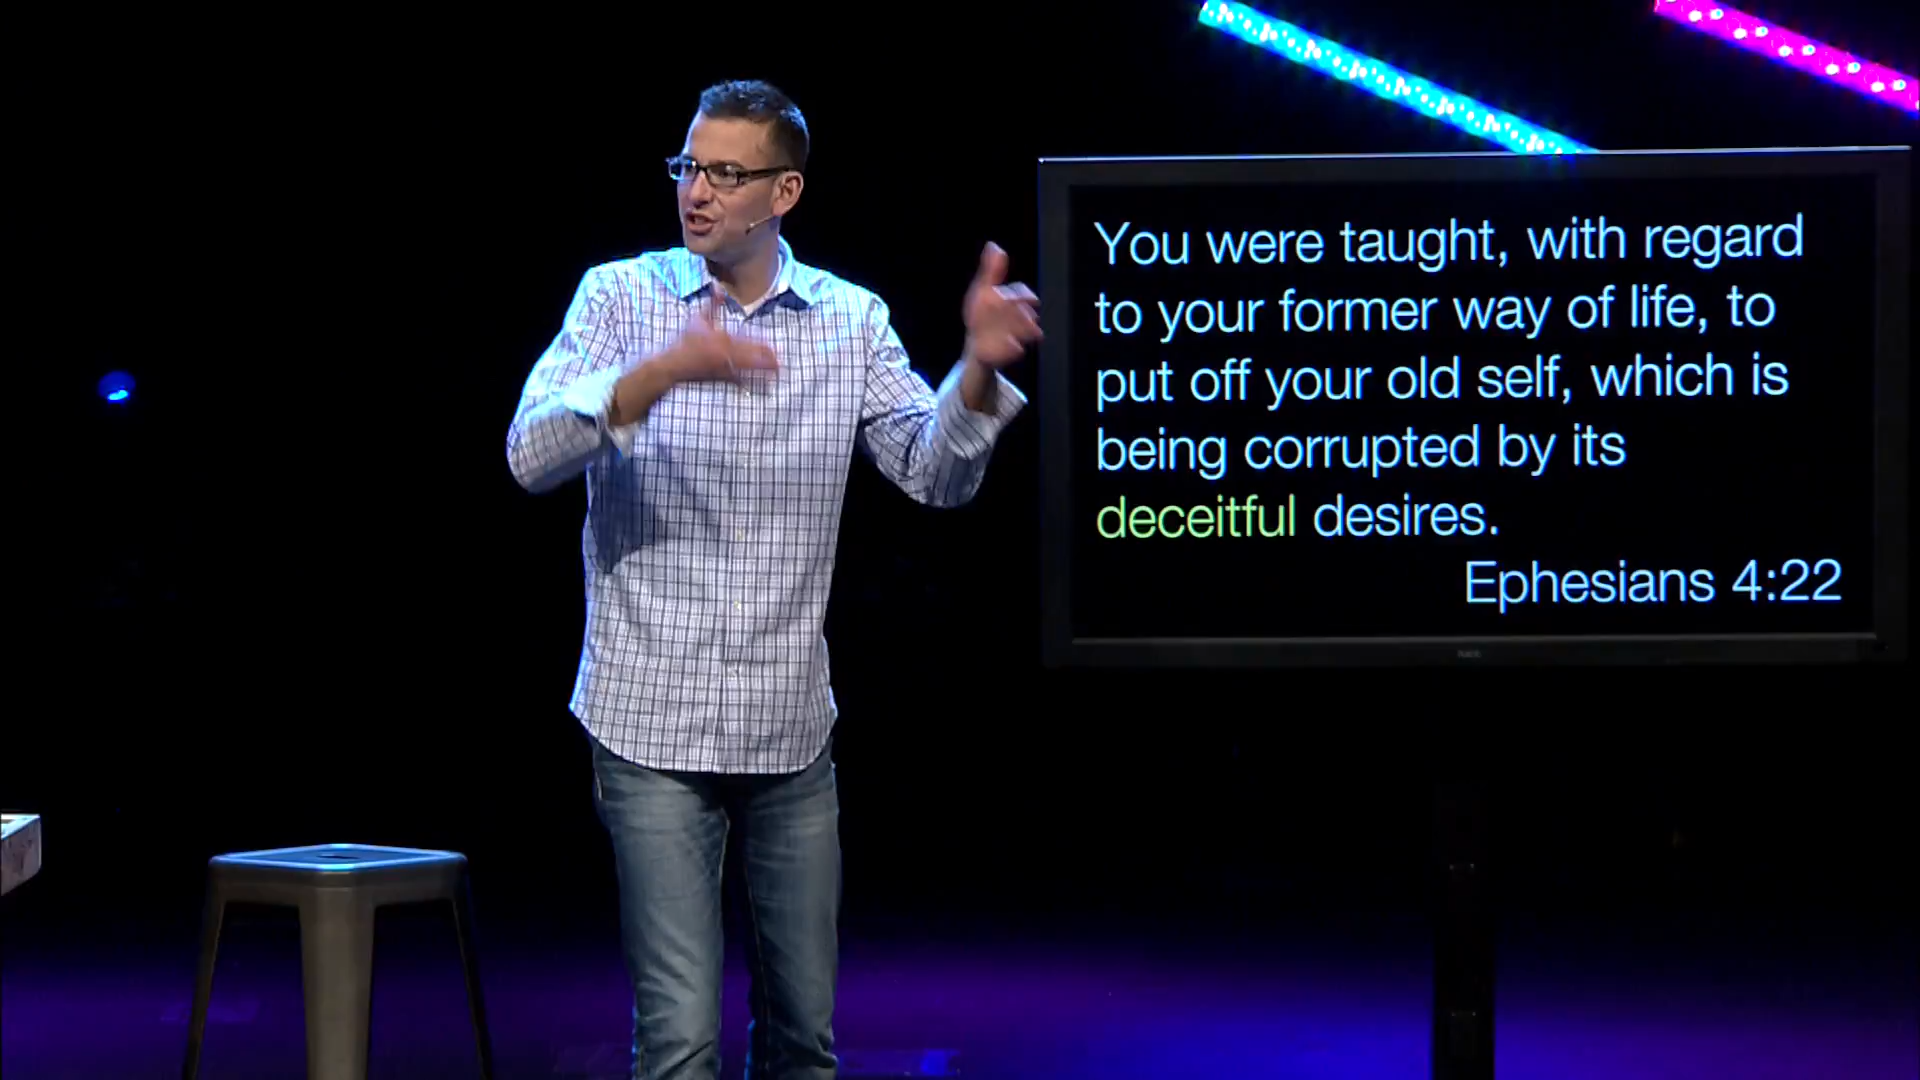 You were taught, with regard
to your former way of life, to
put off your old self, which is
being corrupted by its
deceitful desires.
Ephesians 4:22